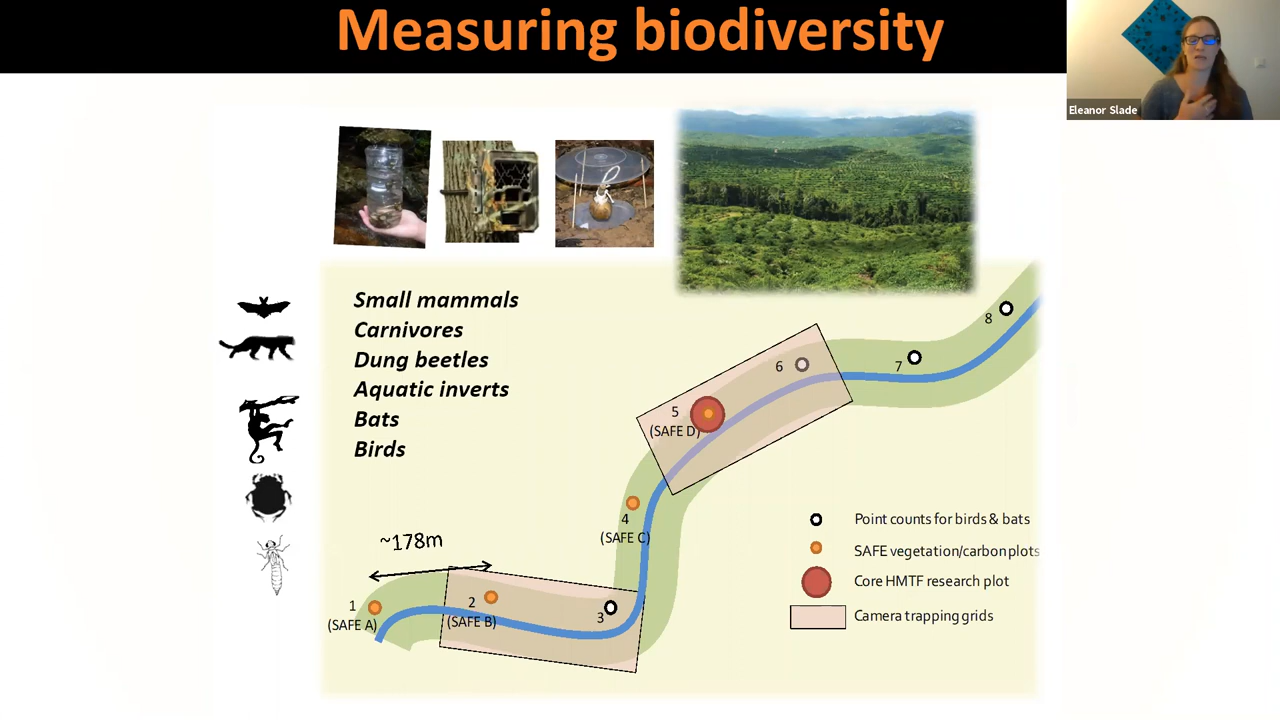 Measuring biodiversity
Eleanor Slade
Small mammals
Carnivores
Dung beetles
Aquatic inverts
Bats
Birds
8
7
6
5
(SAFE D)
4
(SAFE C)
~178m
1
(SAFE A)
2
(SAFE B)
3
Point counts for birds & bats
SAFE vegetation/carbon plots
Core HMTF research plot
Camera trapping grids